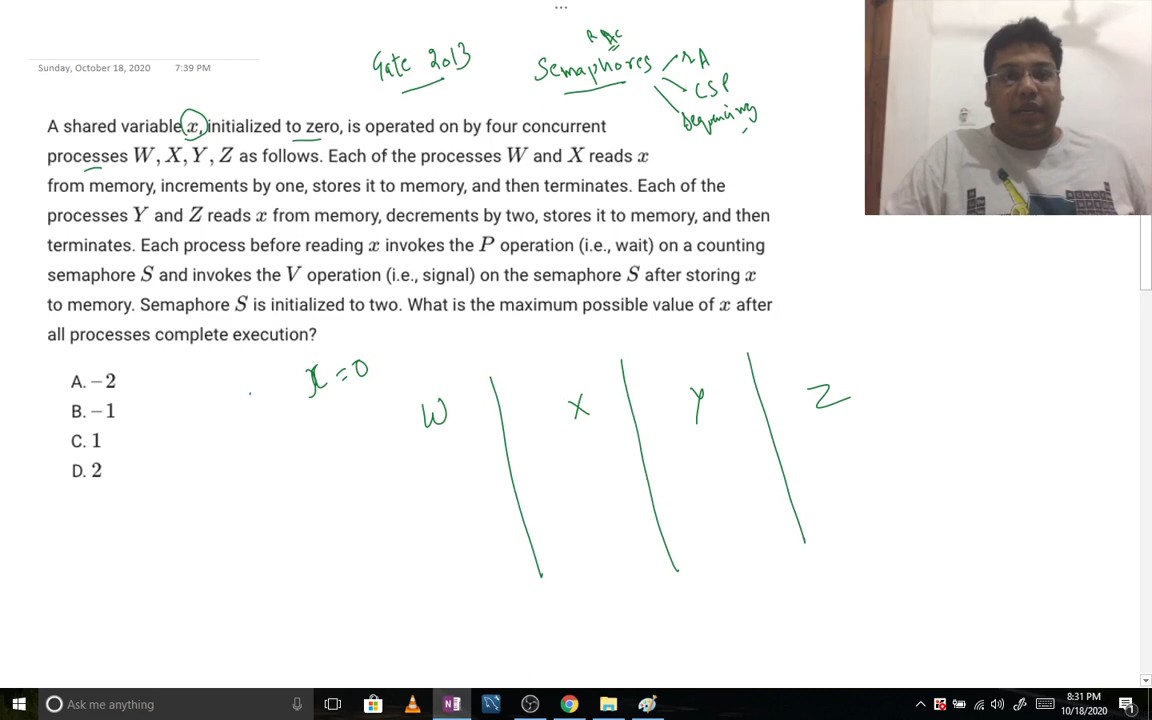 ...
Sunday, October 18, 2020 7:39 PM
Gate 2013
Semaphores
CSP
A shared variable x, initialized to zero, is operated on by four concurrent
processes W, X, Y, Z as follows. Each of the processes W and X reads x
from memory, increments by one, stores it to memory, and then terminates. Each of the
processes Y and Z reads x from memory, decrements by two, stores it to memory, and then
terminates. Each process before reading x invokes the P operation (i.e., wait) on a counting
semaphore S and invokes the V operation (i.e., signal) on the semaphore S after storing x
to memory. Semaphore S is initialized to two. What is the maximum possible value of x after
all processes complete execution?
A. −2
B. −1
C. 1
D. 2
x = 0
W X Y Z
Ask me anything
8:31 PM
10/18/2020